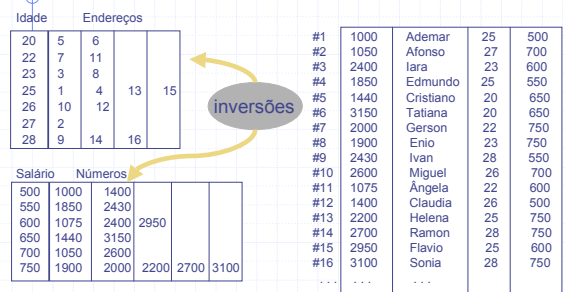 Idade Endereços
20 5 6
22 7 11
23 3 8
25 1 4 13 15
26 10 12
27 2
28 9 14 16
inversões
Salário Números
500 1000 1400
550 1850 2430
600 1075 2400 2950
650 1440 3150
700 1050 2600
750 1900 2000 2200 2700 3100
#1 1000 Ademar 25 500
#2 1050 Afonso 27 700
#3 2400 Iara 23 600
#4 1850 Edmundo 25 550
#5 1440 Cristiano 20 650
#6 3150 Tatiana 20 650
#7 2000 Gerson 22 750
#8 1900 Enio 23 750
#9 2430 Ivan 28 550
#10 2600 Miguel 26 700
#11 1075 Ângela 22 600
#12 1400 Claudia 26 500
#13 2200 Helena 25 750
#14 2700 Ramon 28 750
#15 2950 Flavio 25 600
#16 3100 Sonia 28 750
. . . . . . . . .